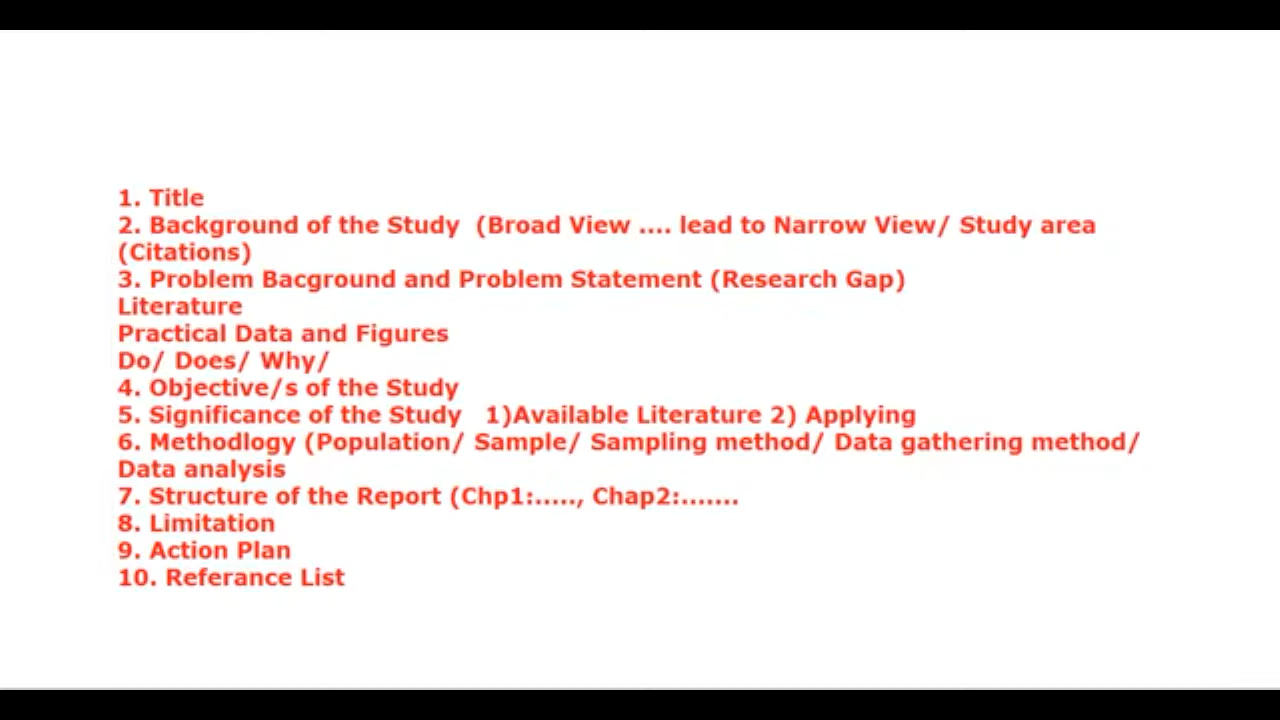 1. Title
2. Background of the Study  (Broad View .... lead to Narrow View/ Study area
(Citations)
3. Problem Bacground and Problem Statement (Research Gap)
Literature
Practical Data and Figures
Do/ Does/ Why/
4. Objective/s of the Study
5. Significance of the Study   1)Available Literature 2) Applying
6. Methodlogy (Population/ Sample/ Sampling method/ Data gathering method/
Data analysis
7. Structure of the Report (Chp1:....., Chap2:.......
8. Limitation
9. Action Plan
10. Referance List